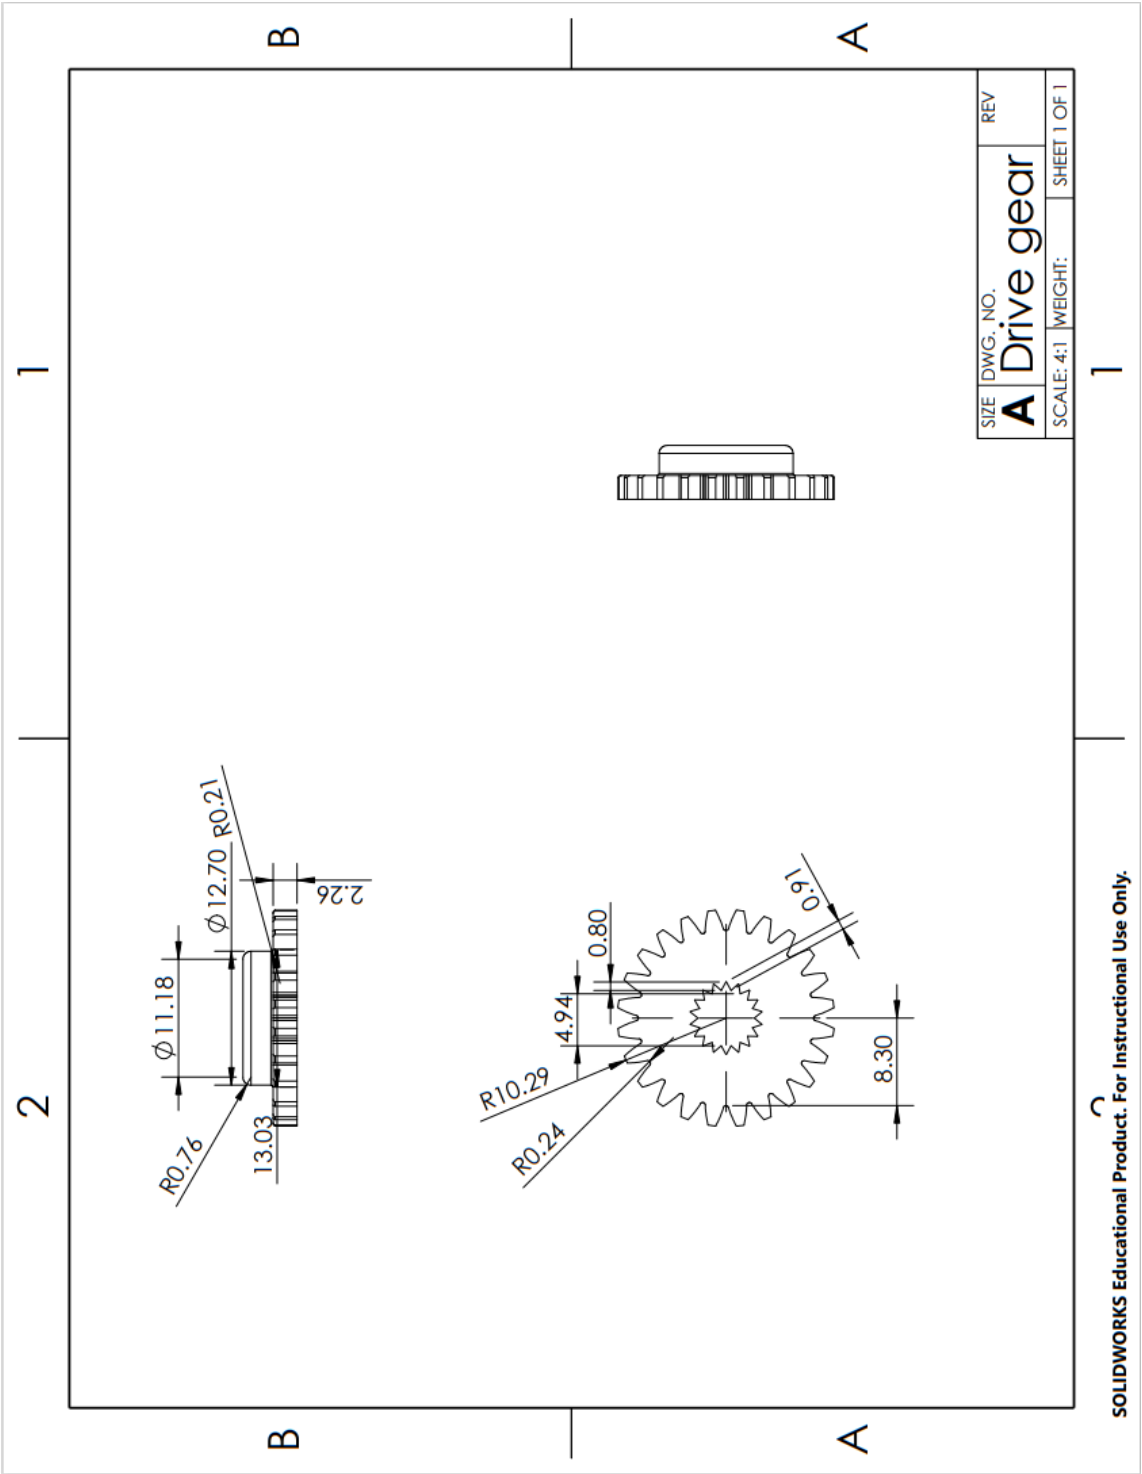 2
1
B
B
A
A
Ø11.18
Ø12.70
R0.21
R0.76
13.03
2.26
R10.29
R0.24
4.94
0.80
0.91
8.30
SIZE
A
DWG. NO.
Drive gear
REV
SCALE: 4:1
WEIGHT:
SHEET 1 OF 1
1
SOLIDWORKS Educational Product. For Instructional Use Only.